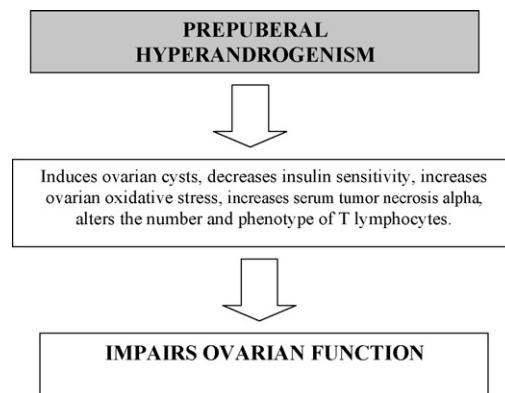 PREPUBERAL
HYPERANDROGENISM
Induces ovarian cysts, decreases insulin sensitivity, increases
ovarian oxidative stress, increases serum tumor necrosis alpha,
alters the number and phenotype of T lymphocytes.
IMPAIRS OVARIAN FUNCTION